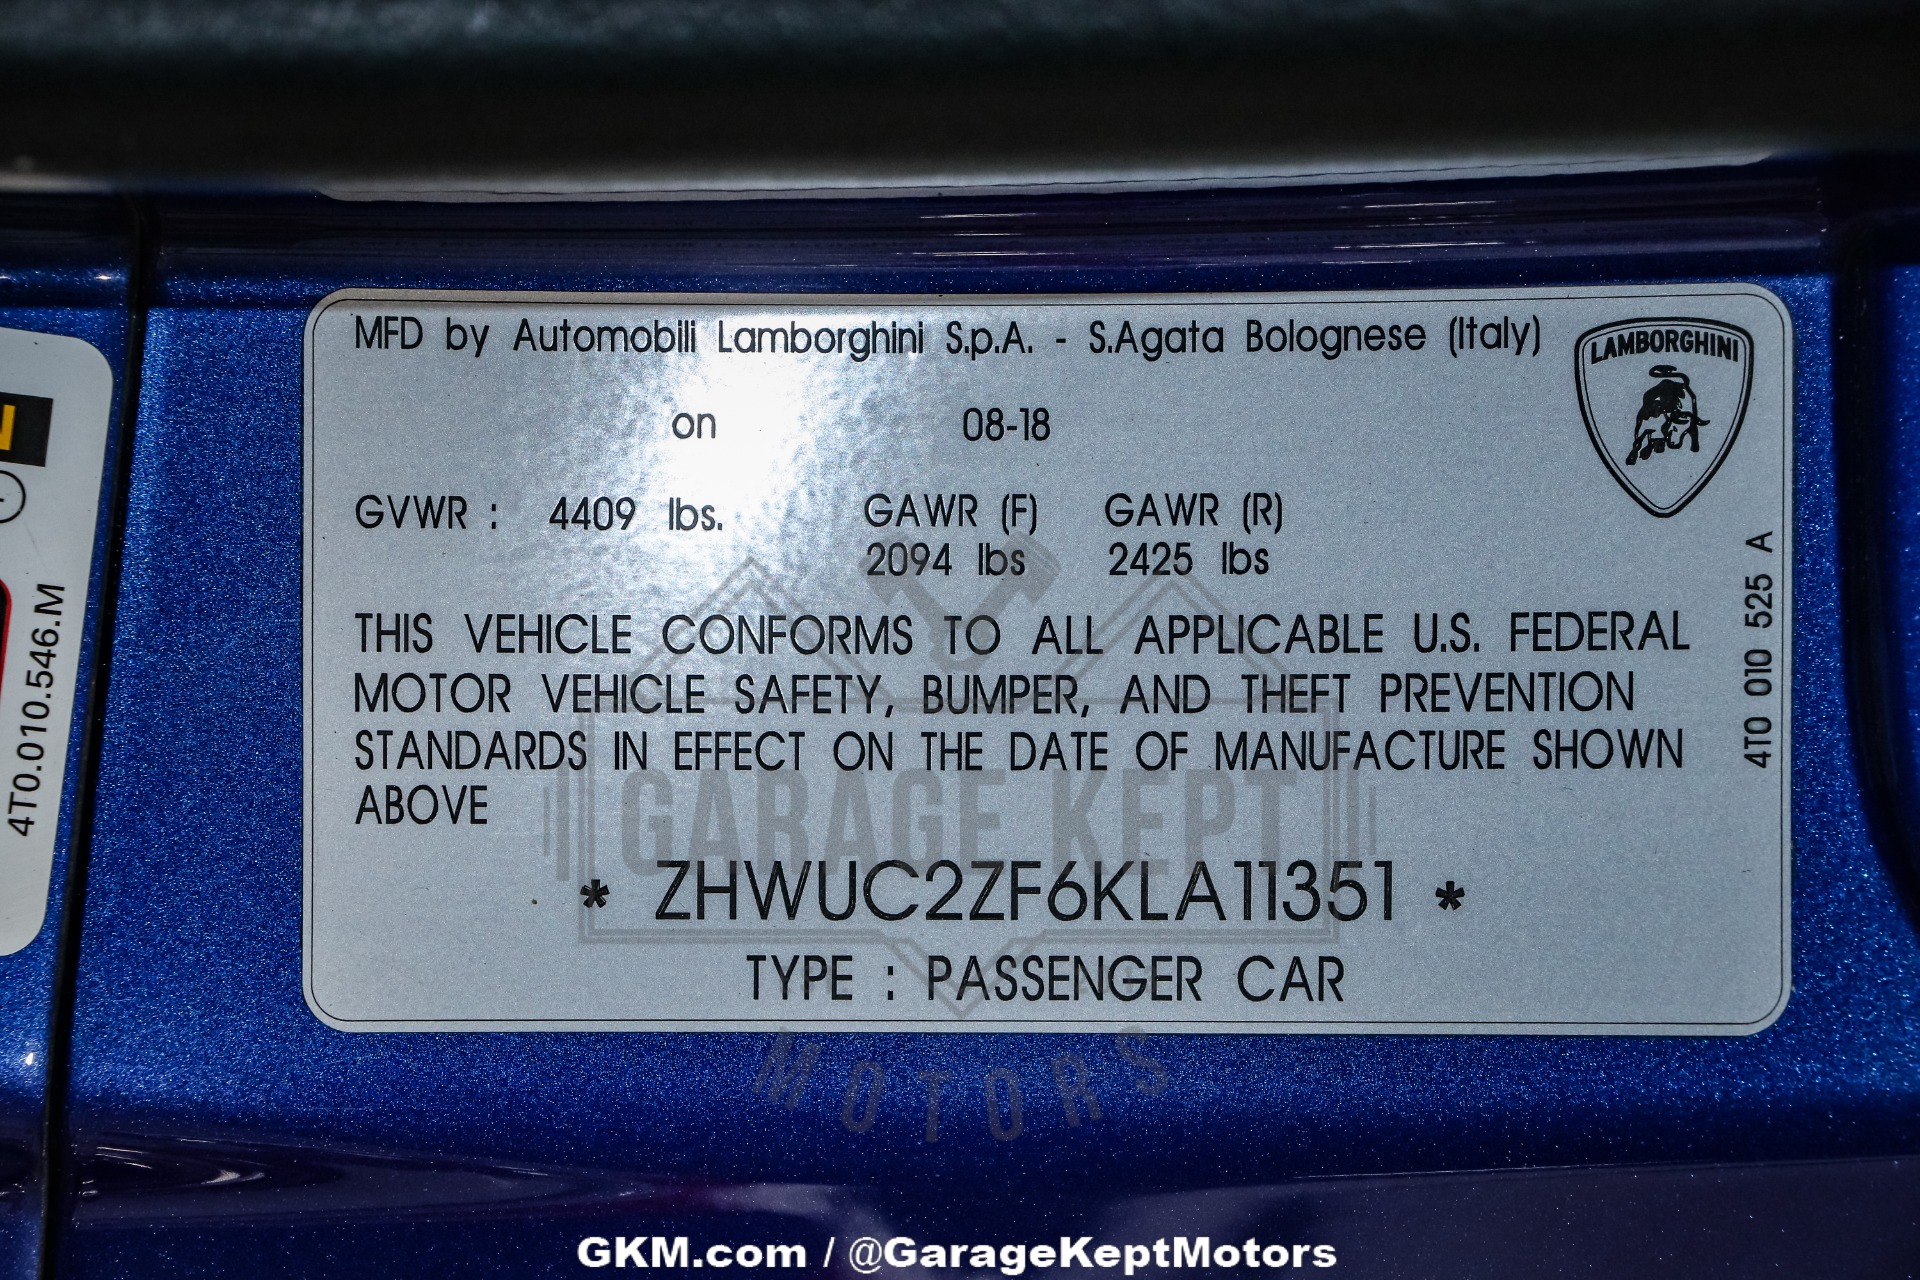 MFD by Automobili Lamborghini S.p.A. - S.Agata Bolognese (Italy)
LAMBORGHINI
on 08-18
GVWR : 4409 lbs. GAWR (F) GAWR (R)
2094 lbs 2425 lbs
THIS VEHICLE CONFORMS TO ALL APPLICABLE U.S. FEDERAL
MOTOR VEHICLE SAFETY, BUMPER, AND THEFT PREVENTION
STANDARDS IN EFFECT ON THE DATE OF MANUFACTURE SHOWN
ABOVE
* ZHWUC2ZF6KLA11351 *
TYPE : PASSENGER CAR
4T0 010 525 A
4T0.010.546.M
GARAGE KEPT
MOTORS
GKM.com / @GarageKeptMotors